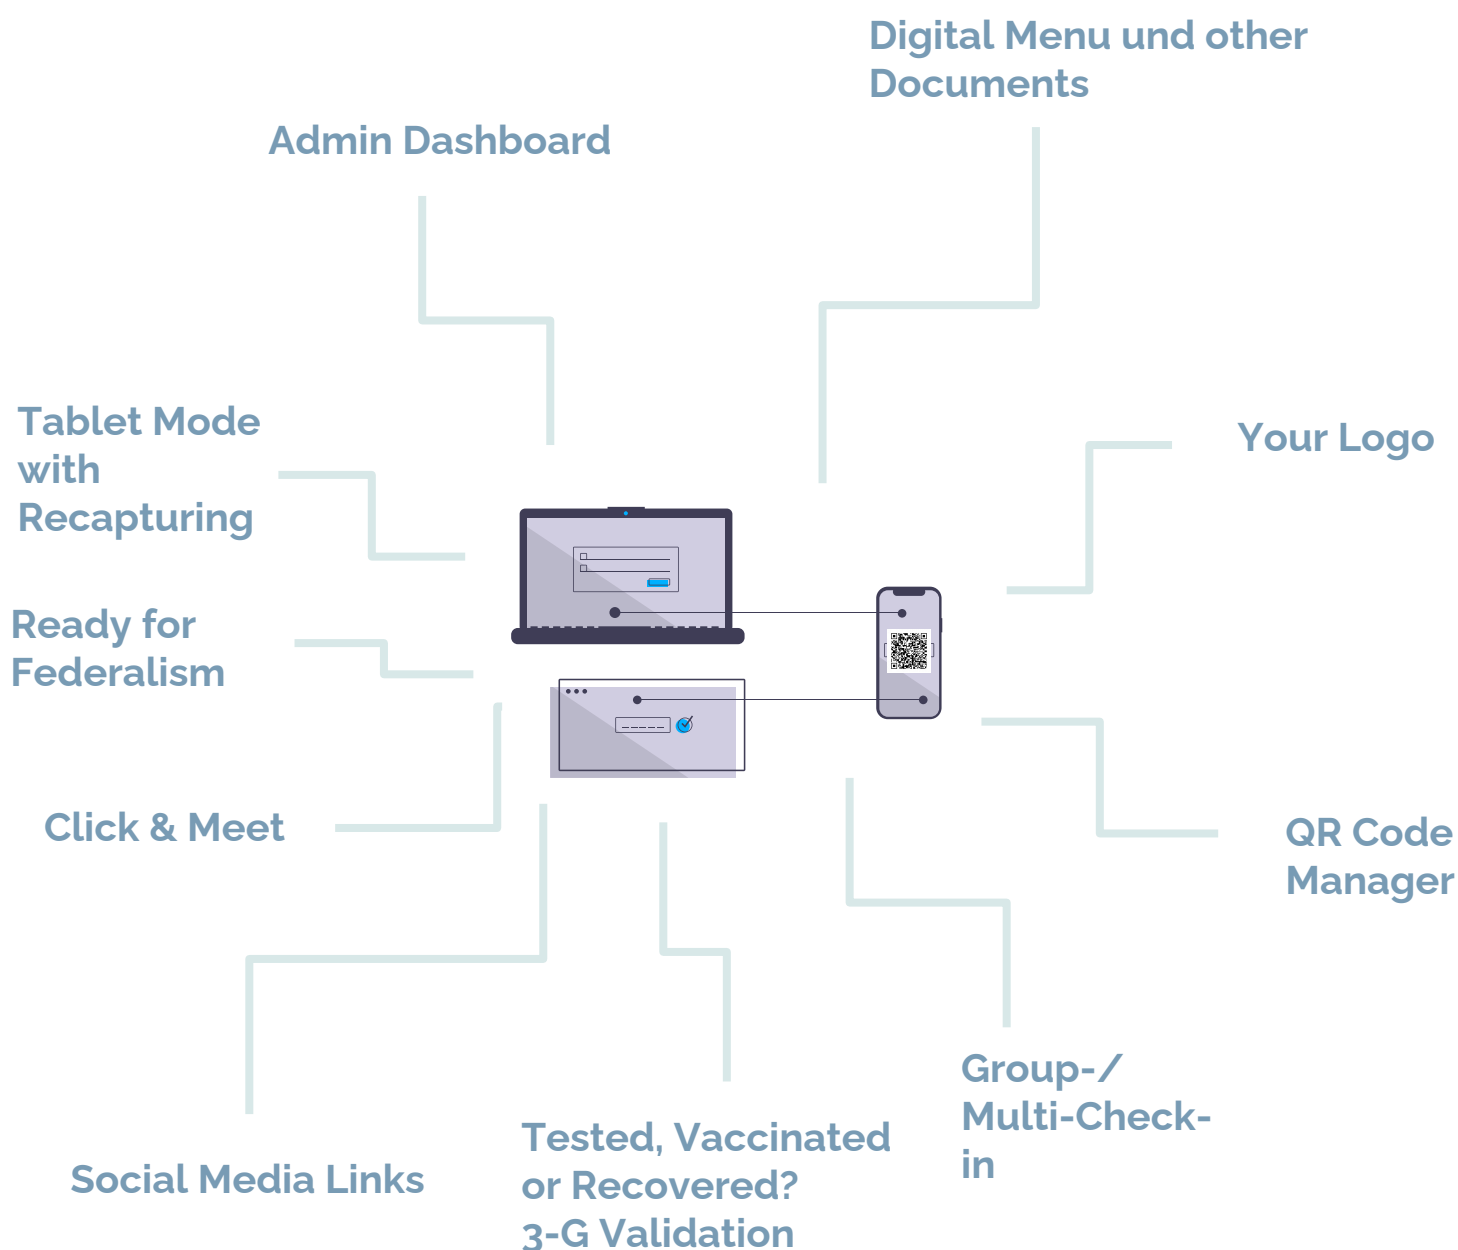 Digital Menu und other
Documents
Admin Dashboard
Tablet Mode
with
Recapturing
Your Logo
Ready for
Federalism
Click & Meet
QR Code
Manager
Group-/
Multi-Check-
in
Tested, Vaccinated
or Recovered?
3-G Validation
Social Media Links